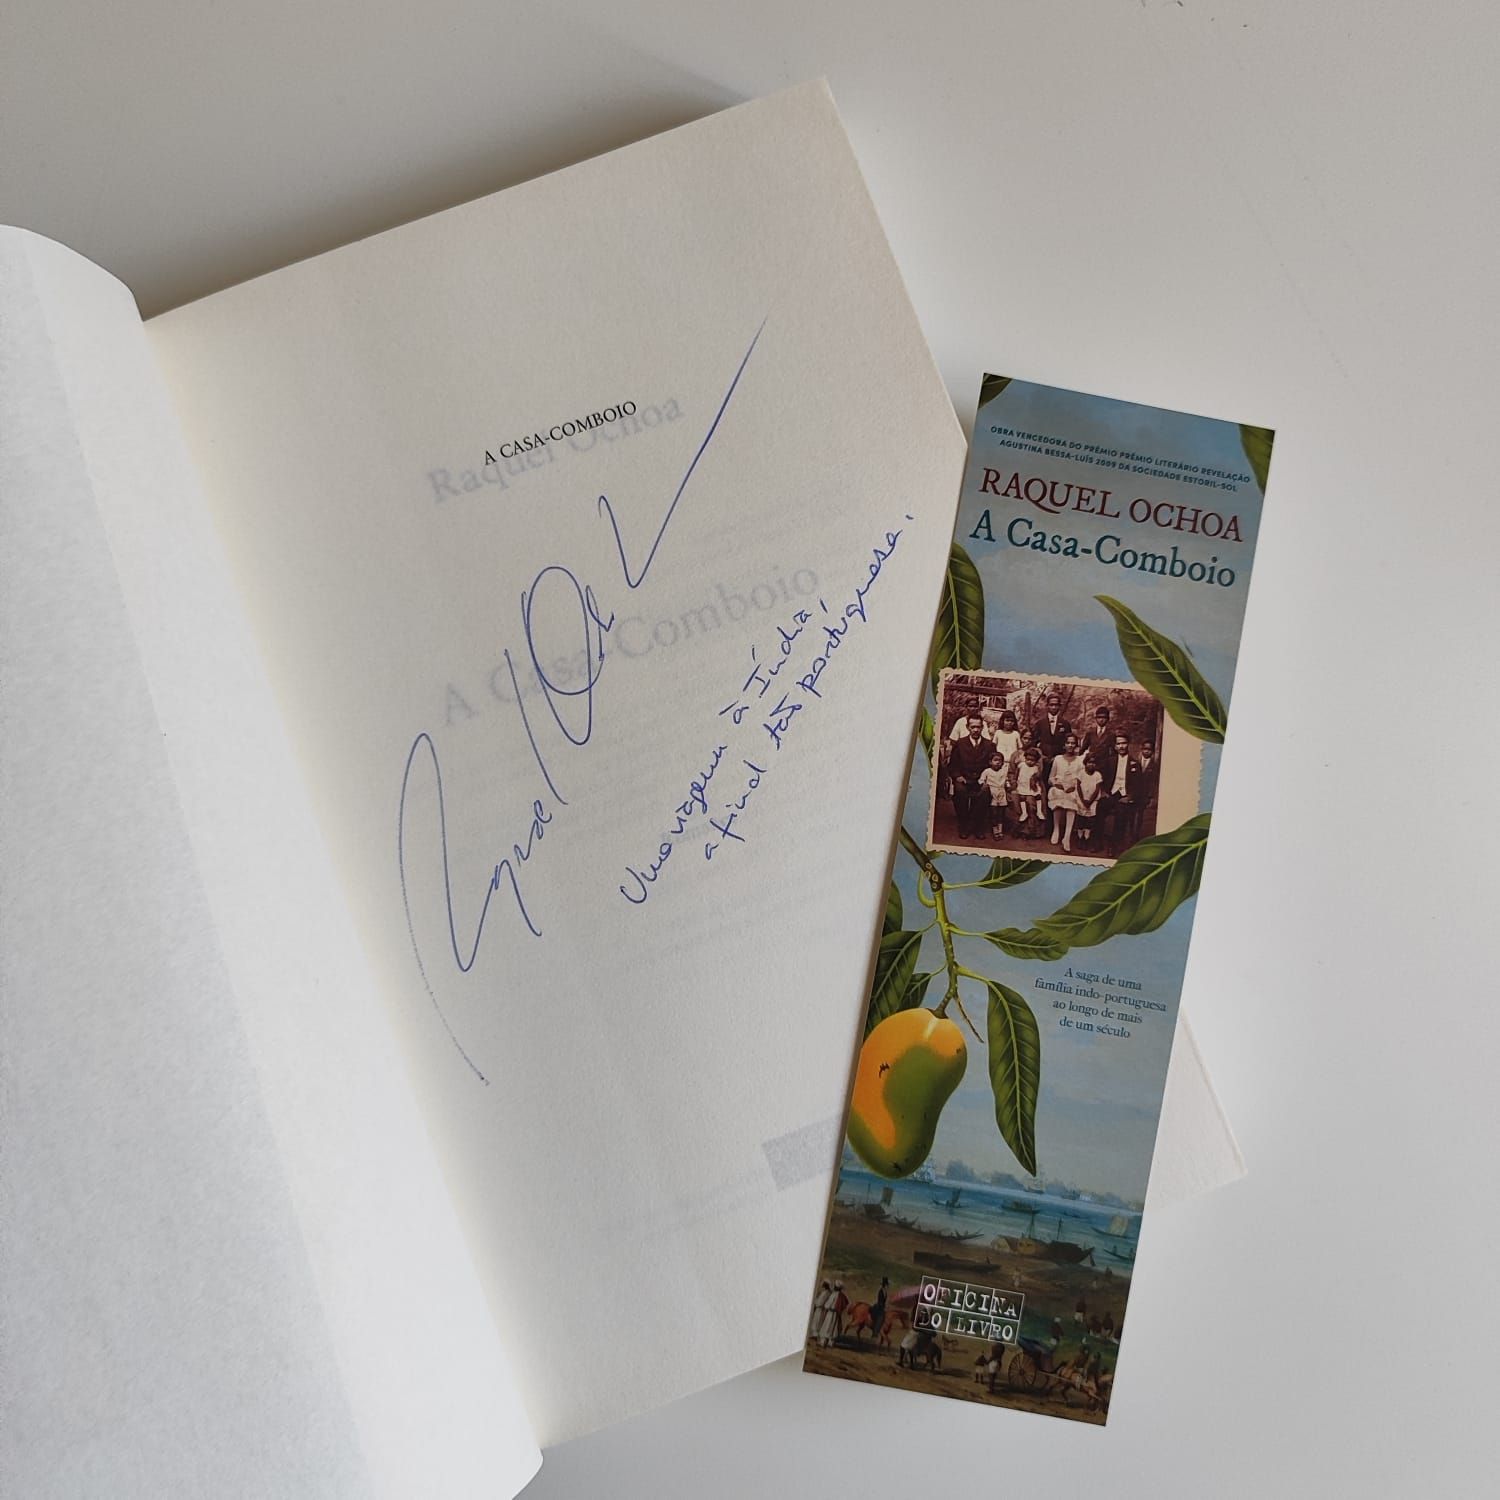 A CASA-COMBOIO
Raquel Ochoa
A Casa-Comboio
Raquel Ochoa
Uma viagem à Índia,
afinal tão portuguesa.
OBRA VENCEDORA DO PRÉMIO PRÉMIO LITERÁRIO REVELAÇÃO
AGUSTINA BESSA-LUÍS 2009 DA SOCIEDADE ESTORIL-SOL
RAQUEL OCHOA
A Casa-Comboio
A saga de uma
família indo-portuguesa
ao longo de mais
de um século
OFICINA
DO LIVRO